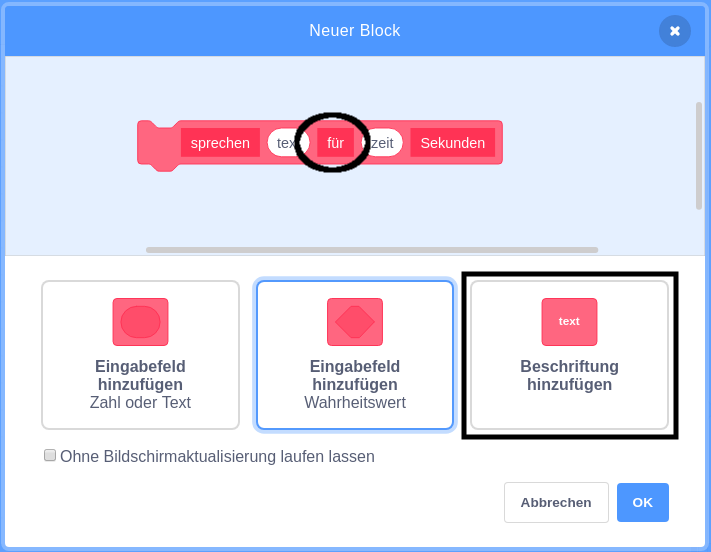 Neuer Block
sprechen text für zeit Sekunden
text
Eingabefeld
hinzufügen
Zahl oder Text
Eingabefeld
hinzufügen
Wahrheitswert
Beschriftung
hinzufügen
Ohne Bildschirmaktualisierung laufen lassen
Abbrechen OK